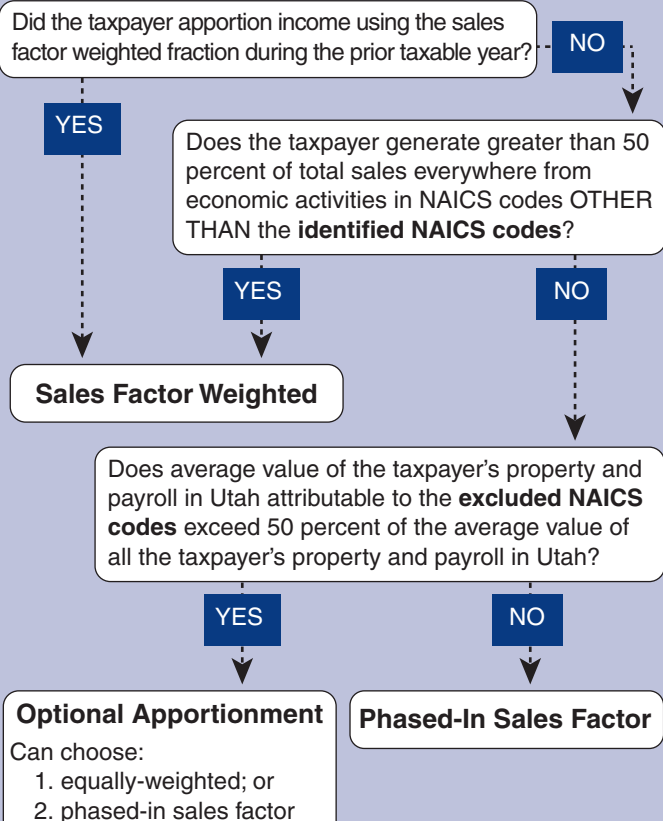 Did the taxpayer apportion income using the sales
factor weighted fraction during the prior taxable year?
NO
YES
Does the taxpayer generate greater than 50
percent of total sales everywhere from
economic activities in NAICS codes OTHER
THAN the identified NAICS codes?
YES
NO
Sales Factor Weighted
Does average value of the taxpayer’s property and
payroll in Utah attributable to the excluded NAICS
codes exceed 50 percent of the average value of
all the taxpayer’s property and payroll in Utah?
YES
NO
Optional Apportionment
Can choose:
1. equally-weighted; or
2. phased-in sales factor
Phased-In Sales Factor